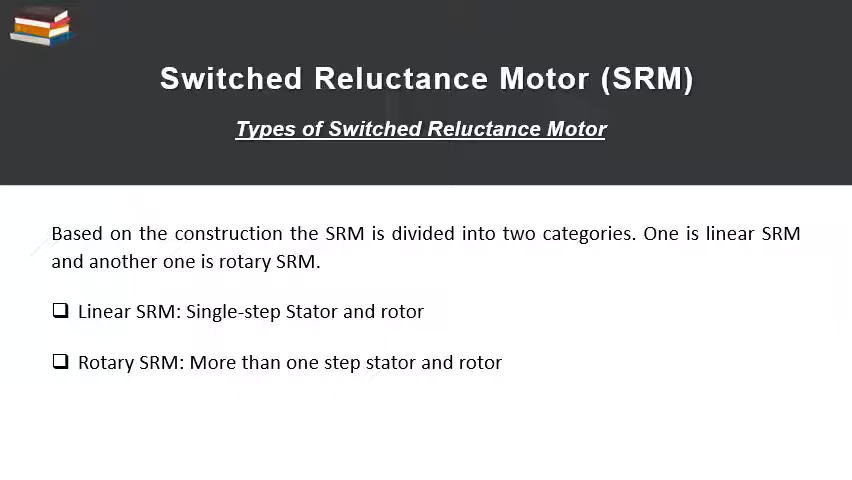 Switched Reluctance Motor (SRM)
Types of Switched Reluctance Motor
Based on the construction the SRM is divided into two categories. One is linear SRM
and another one is rotary SRM.
❑ Linear SRM: Single-step Stator and rotor
❑ Rotary SRM: More than one step stator and rotor